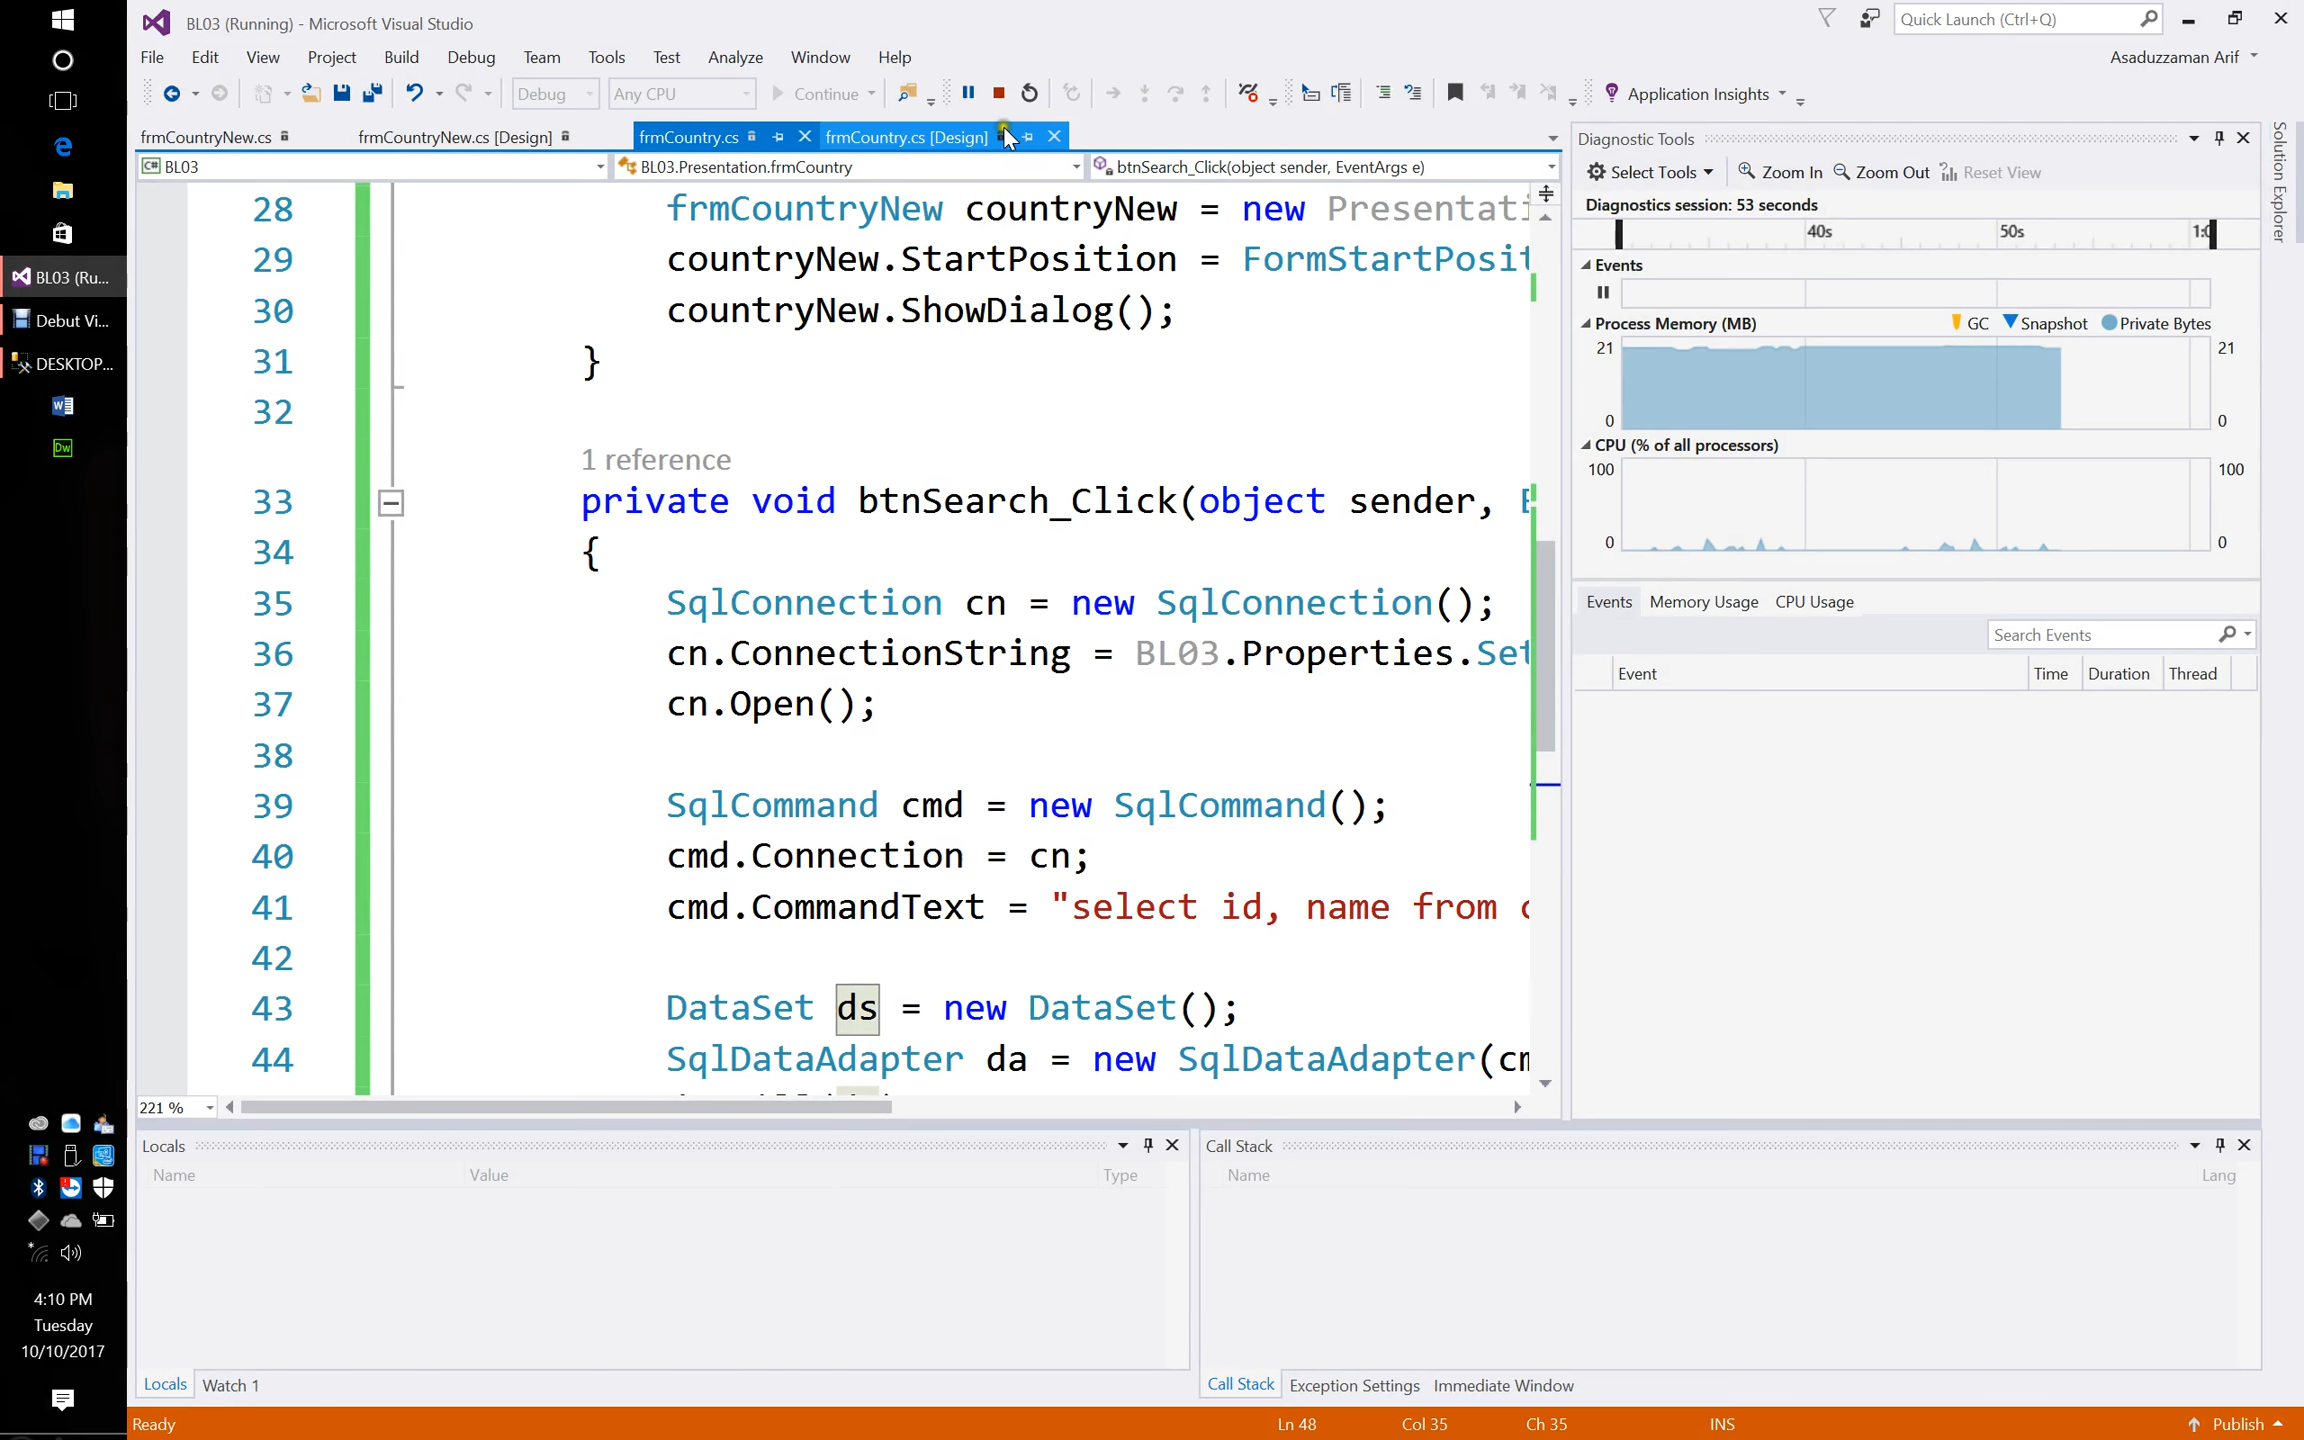 BL03 (Running) - Microsoft Visual Studio
Quick Launch (Ctrl+Q)
File Edit View Project Build Debug Team Tools Test Analyze Window Help
Asaduzzaman Arif
Debug Any CPU Continue Application Insights
frmCountryNew.cs frmCountryNew.cs [Design] frmCountry.cs frmCountry.cs [Design]
C# BL03 BL03.Presentation.frmCountry btnSearch_Click(object sender, EventArgs e)
28 frmCountryNew countryNew = new Presentati
29 countryNew.StartPosition = FormStartPosit
30 countryNew.ShowDialog();
31 }
32
1 reference
33 private void btnSearch_Click(object sender, E
34 {
35 SqlConnection cn = new SqlConnection();
36 cn.ConnectionString = BL03.Properties.Set
37 cn.Open();
38
39 SqlCommand cmd = new SqlCommand();
40 cmd.Connection = cn;
41 cmd.CommandText = "select id, name from c
42
43 DataSet ds = new DataSet();
44 SqlDataAdapter da = new SqlDataAdapter(cm
221 %
Diagnostic Tools
Select Tools Zoom In Zoom Out Reset View
Diagnostics session: 53 seconds
40s 50s
Events
Process Memory (MB) GC Snapshot Private Bytes
21 21
0 0
CPU (% of all processors)
100 100
0 0
Events Memory Usage CPU Usage
Search Events
Event Time Duration Thread
Solution Explorer
Locals
Name Value Type
Locals Watch 1
Call Stack
Name Lang
Call Stack Exception Settings Immediate Window
Ready Ln 48 Col 35 Ch 35 INS Publish
BL03 (Ru...
Debut Vi...
DESKTOP...
Dw
4:10 PM
Tuesday
10/10/2017